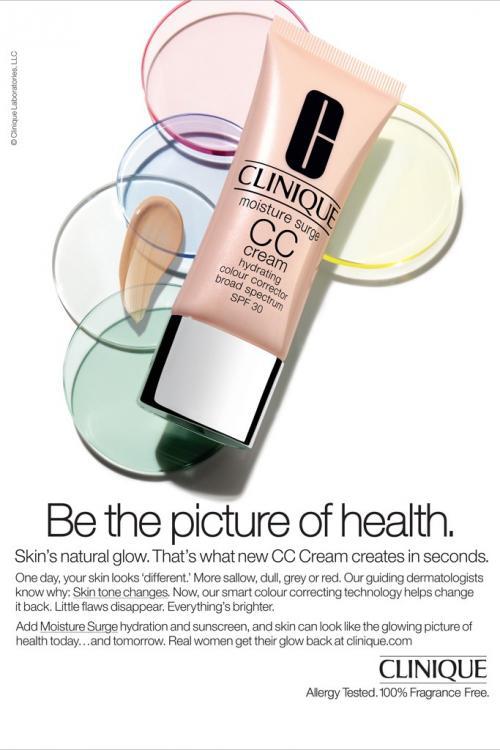 © Clinique Laboratories, LLC
C
CLINIQUE
moisture surge
CC
cream
hydrating
colour corrector
broad spectrum
SPF 30
Be the picture of health.
Skin's natural glow. That's what new CC Cream creates in seconds.
One day, your skin looks ‘different.’ More sallow, dull, grey or red. Our guiding dermatologists
know why: Skin tone changes. Now, our smart colour correcting technology helps change
it back. Little flaws disappear. Everything's brighter.
Add Moisture Surge hydration and sunscreen, and skin can look like the glowing picture of
health today...and tomorrow. Real women get their glow back at clinique.com
CLINIQUE
Allergy Tested. 100% Fragrance Free.